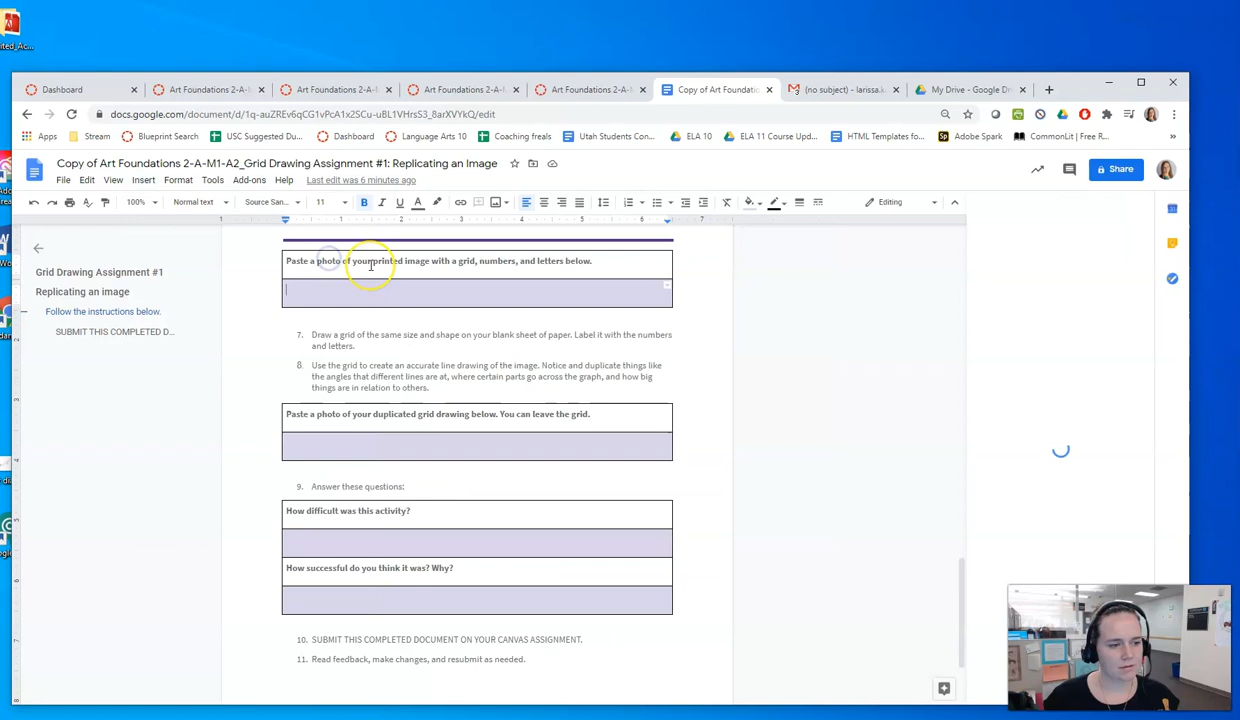 ited_Ac...
Dashboard
Art Foundations 2-A-M
Art Foundations 2-A-M
Art Foundations 2-A-M
Art Foundations 2-A-M
Copy of Art Foundatio
(no subject) - larissa.k
My Drive - Google Dr
docs.google.com/document/d/1q-auZREv6qCG1vPcA1x2SCu-uBL1VHrsS3_8arXVYkQ/edit
Apps
Stream
Blueprint Search
USC Suggested Du...
Dashboard
Language Arts 10
Coaching freals
Utah Students Con...
ELA 10
ELA 11 Course Upd...
HTML Templates fo...
Adobe Spark
CommonLit | Free R...
Copy of Art Foundations 2-A-M1-A2_Grid Drawing Assignment #1: Replicating an Image
File Edit View Insert Format Tools Add-ons Help Last edit was 6 minutes ago
Share
100% Normal text Source San... 11 B I U A Editing
1 1 2 3 4 5 6 7
Grid Drawing Assignment #1
Replicating an image
Follow the instructions below.
SUBMIT THIS COMPLETED D...
Paste a photo of your printed image with a grid, numbers, and letters below.
7. Draw a grid of the same size and shape on your blank sheet of paper. Label it with the numbers
and letters.
8. Use the grid to create an accurate line drawing of the image. Notice and duplicate things like
the angles that different lines are at, where certain parts go across the graph, and how big
things are in relation to others.
Paste a photo of your duplicated grid drawing below. You can leave the grid.
9. Answer these questions:
How difficult was this activity?
How successful do you think it was? Why?
10. SUBMIT THIS COMPLETED DOCUMENT ON YOUR CANVAS ASSIGNMENT.
11. Read feedback, make changes, and resubmit as needed.